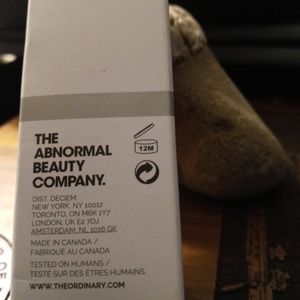 12M
THE
ABNORMAL
BEAUTY
COMPANY.
DIST. DECIEM
NEW YORK, NY 10012
TORONTO, ON M6K 1Y7
LONDON, UK E2 7DJ
AMSTERDAM, NL 1016 GK
MADE IN CANADA /
FABRIQUÉ AU CANADA
TESTED ON HUMANS /
TESTÉ SUR DES ÊTRES HUMAINS
WWW.THEORDINARY.COM